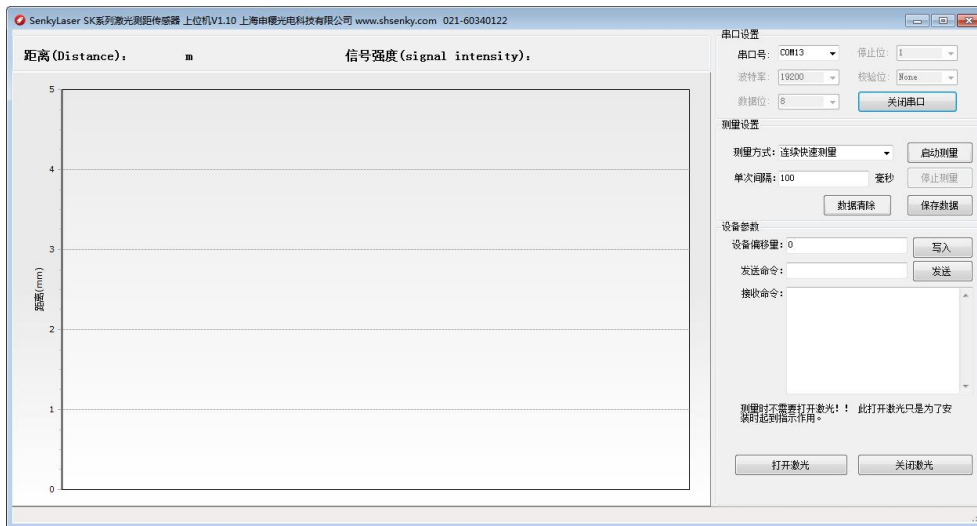 SenkyLaser SK系列激光测距传感器 上位机V1.10 上海申稷光电科技有限公司 www.shsenky.com 021-60340122
距离(Distance): m 信号强度(signal intensity):
5
4
3
2
1
0
距离(mm)
串口设置
串口号: COM13 停止位: 1
波特率: 19200 校验位: None
数据位: 8 关闭串口
测量设置
测量方式: 连续快速测量 启动测量
单次间隔: 100 毫秒 停止测量
数据清除 保存数据
设备参数
设备偏移量: 0 写入
发送命令: 发送
接收命令:
测量时不需要打开激光!! 此打开激光只是为了安
装时起到指示作用。
打开激光 关闭激光